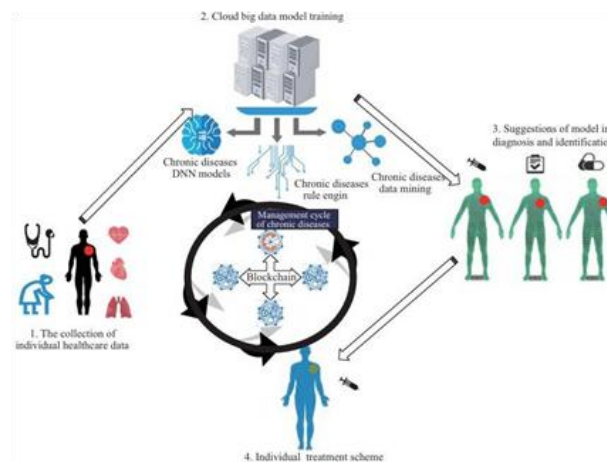 2. Cloud big data model training
Chronic diseases
DNN models
Chronic diseases
rule engin
Chronic diseases
data mining
3. Suggestions of model in
diagnosis and identificatio
Management cycle
of chronic diseases
Blockchain
1. The collection of
individual healthcare data
4. Individual treatment scheme